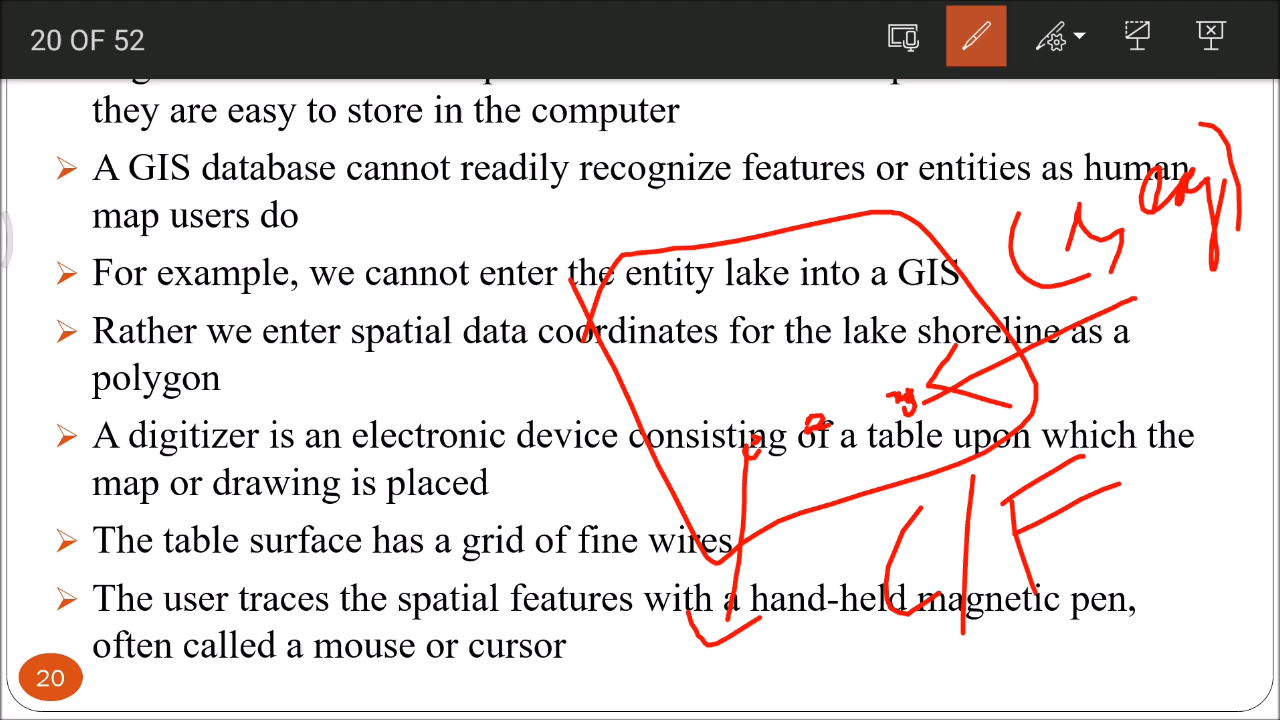 20 OF 52
they are easy to store in the computer
A GIS database cannot readily recognize features or entities as human
map users do
For example, we cannot enter the entity lake into a GIS
Rather we enter spatial data coordinates for the lake shoreline as a
polygon
A digitizer is an electronic device consisting of a table upon which the
map or drawing is placed
The table surface has a grid of fine wires
The user traces the spatial features with a hand-held magnetic pen,
often called a mouse or cursor
20